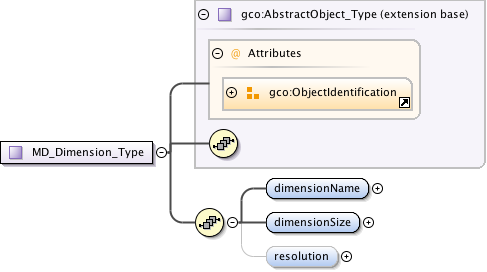 gco:AbstractObject_Type (extension base)
@ Attributes
gco:ObjectIdentification
MD_Dimension_Type
dimensionName
dimensionSize
resolution